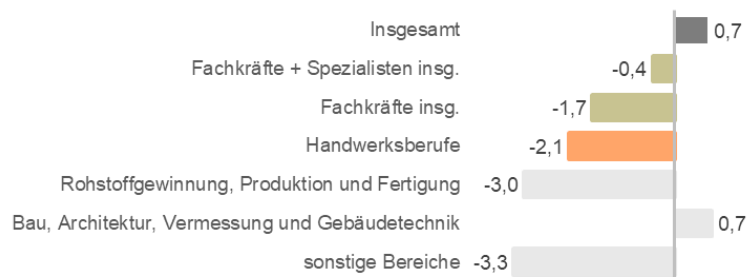 Insgesamt 0,7
Fachkräfte + Spezialisten insg. -0,4
Fachkräfte insg. -1,7
Handwerksberufe -2,1
Rohstoffgewinnung, Produktion und Fertigung -3,0
Bau, Architektur, Vermessung und Gebäudetechnik 0,7
sonstige Bereiche -3,3